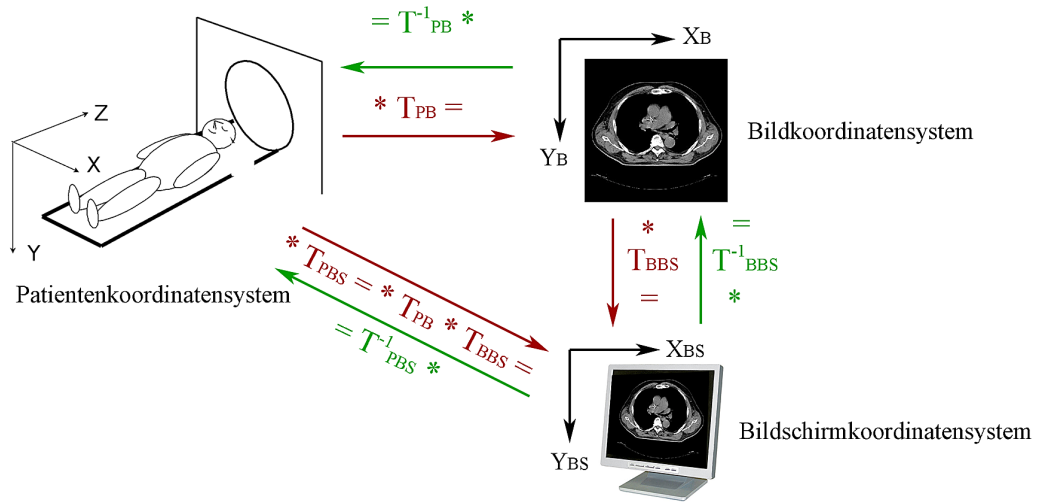 = T⁻¹PB *
XB
* TPB =
YB
Bildkoordinatensystem
Z
X
Y
* TBBS =
= T⁻¹BBS *
Patientenkoordinatensystem
* TPBS = * TPB * TBBS =
= T⁻¹PBS *
XBS
YBS
Bildschirmkoordinatensystem